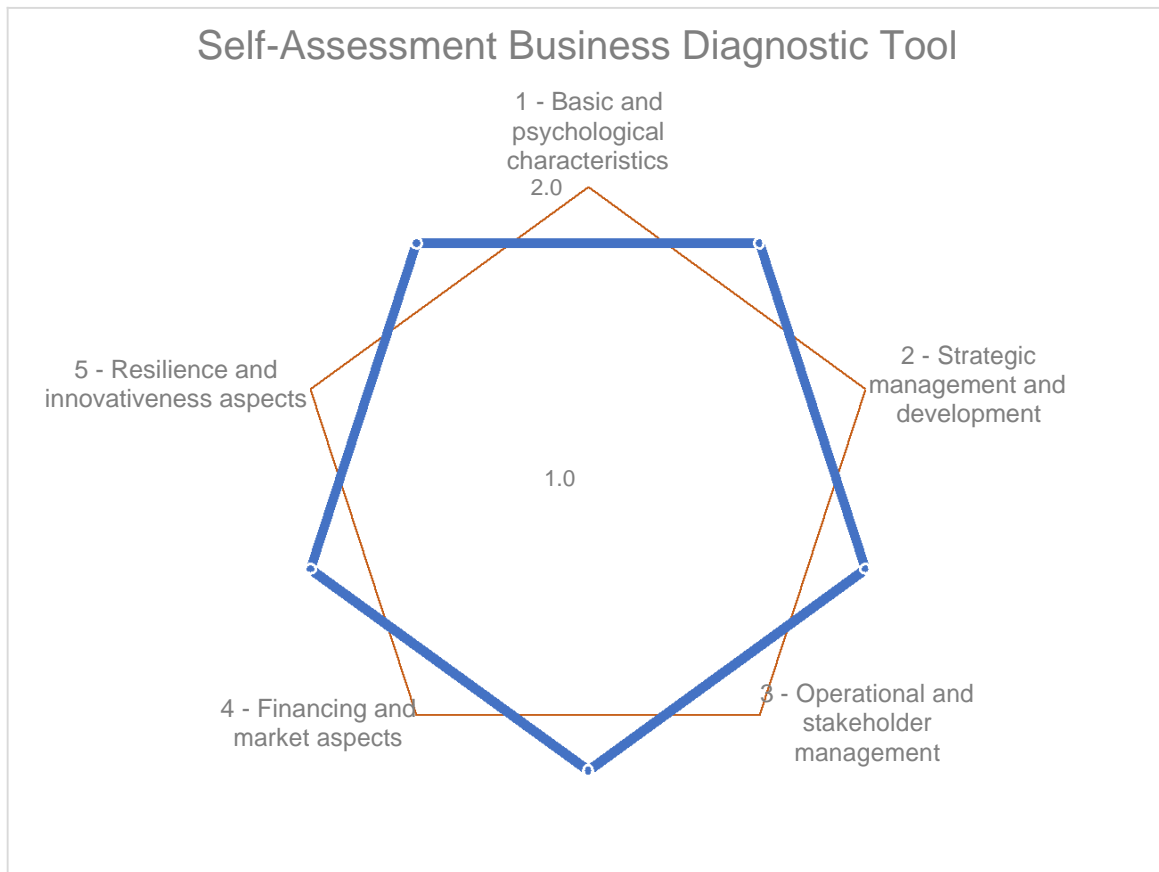 Self-Assessment Business Diagnostic Tool
1 - Basic and
psychological
characteristics
2.0
5 - Resilience and
innovativeness aspects
2 - Strategic
management and
development
1.0
4 - Financing and
market aspects
3 - Operational and
stakeholder
management